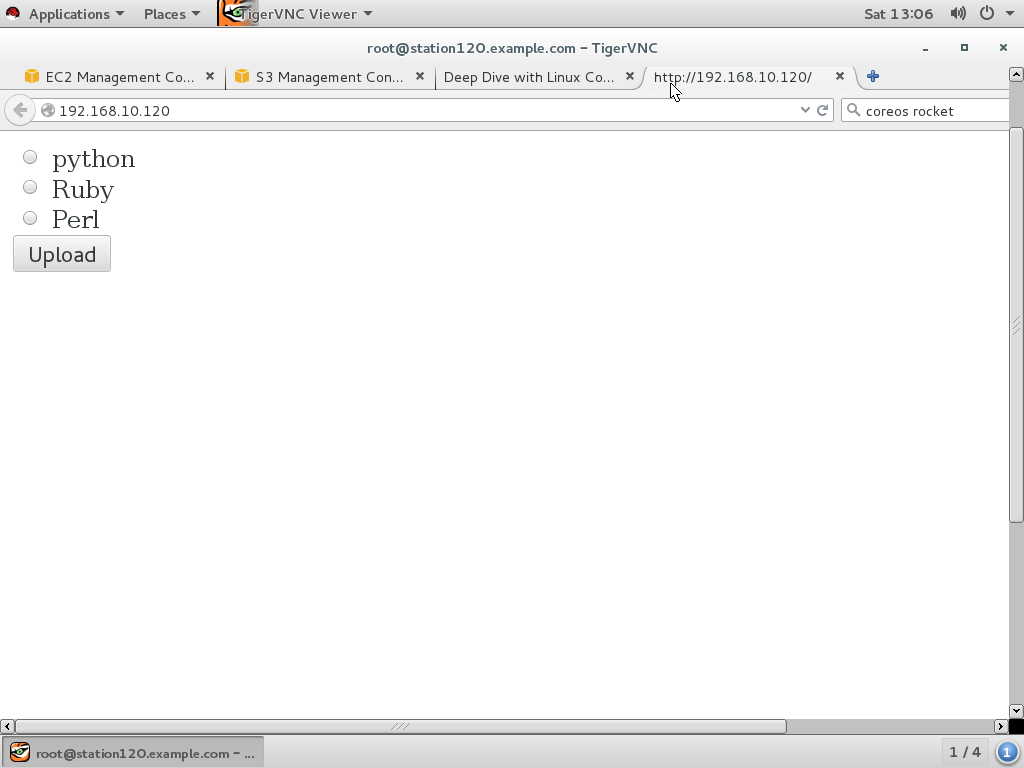 Applications Places TigerVNC Viewer Sat 13:06
root@station120.example.com – TigerVNC
EC2 Management Co... S3 Management Con... Deep Dive with Linux Co... http://192.168.10.120/
192.168.10.120 coreos rocket
python
Ruby
Perl
Upload
root@station120.example.com – ... 1 / 4 1